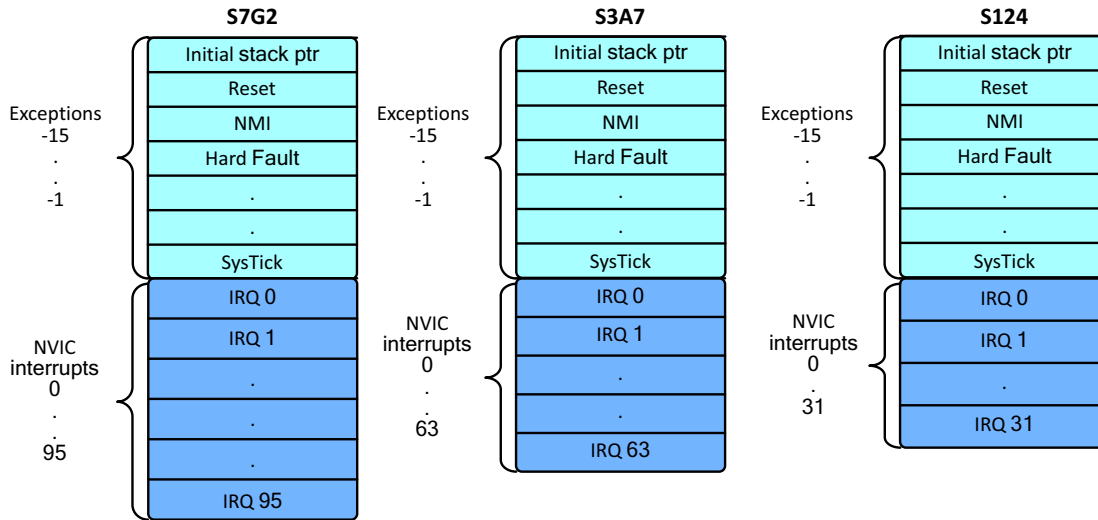 S7G2
Exceptions
-15
.
.
-1
Initial stack ptr
Reset
NMI
Hard Fault
.
.
SysTick
NVIC
interrupts
0
.
.
95
IRQ 0
IRQ 1
.
.
.
IRQ 95
S3A7
Exceptions
-15
.
.
-1
Initial stack ptr
Reset
NMI
Hard Fault
.
.
SysTick
NVIC
interrupts
0
.
.
63
IRQ 0
IRQ 1
.
.
IRQ 63
S124
Exceptions
-15
.
.
-1
Initial stack ptr
Reset
NMI
Hard Fault
.
.
SysTick
NVIC
interrupts
0
.
31
IRQ 0
IRQ 1
.
IRQ 31